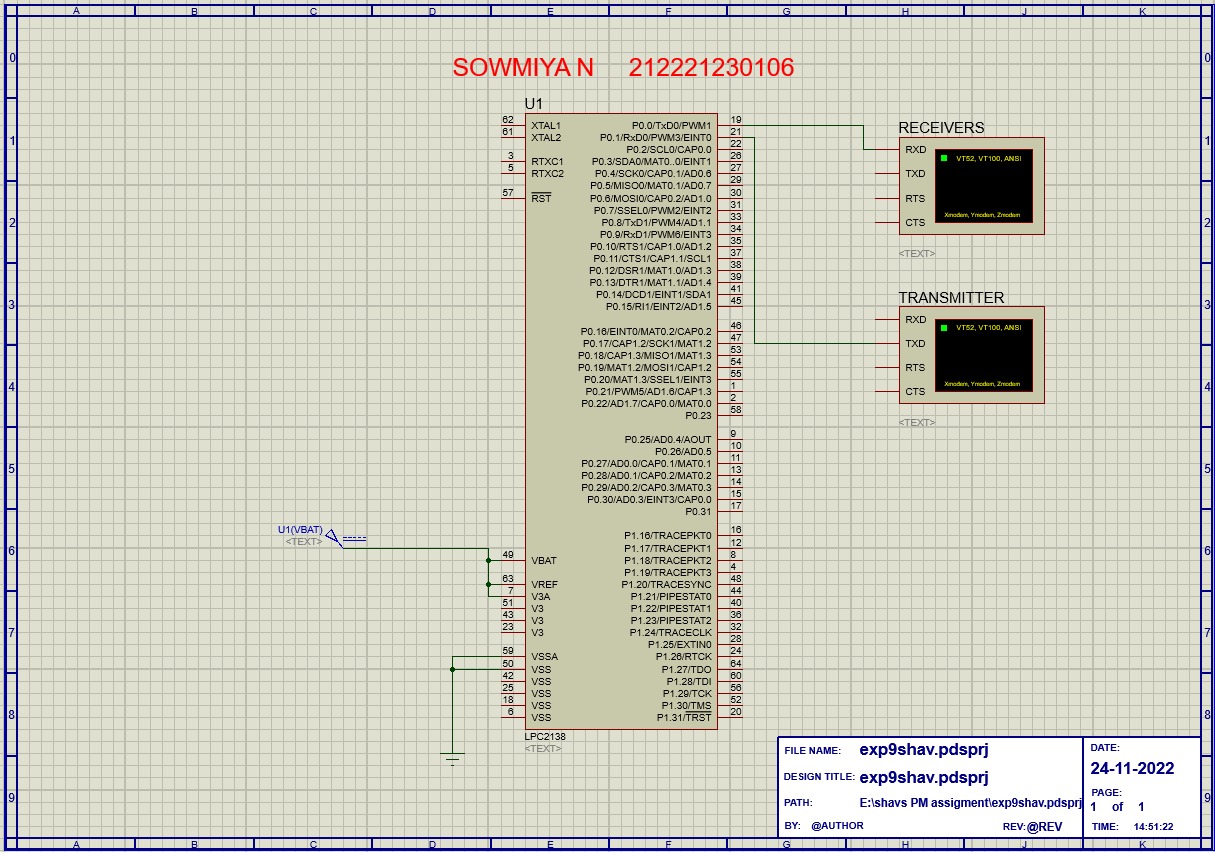 A B C D E F G H J K
SOWMIYA N 212221230106
U1
62 XTAL1
61 XTAL2
3 RTXC1
5 RTXC2
57 RST
P0.0/TxD0/PWM1 19
P0.1/RxD0/PWM3/EINT0 21
P0.2/SCL0/CAP0.0 22
P0.3/SDA0/MAT0..0/EINT1 26
P0.4/SCK0/CAP0.1/AD0.6 27
P0.5/MISO0/MAT0.1/AD0.7 29
P0.6/MOSI0/CAP0.2/AD1.0 30
P0.7/SSEL0/PWM2/EINT2 31
P0.8/TxD1/PWM4/AD1.1 33
P0.9/RxD1/PWM6/EINT3 34
P0.10/RTS1/CAP1.0/AD1.2 35
P0.11/CTS1/CAP1.1/SCL1 37
P0.12/DSR1/MAT1.0/AD1.3 38
P0.13/DTR1/MAT1.1/AD1.4 39
P0.14/DCD1/EINT1/SDA1 41
P0.15/RI1/EINT2/AD1.5 45
P0.16/EINT0/MAT0.2/CAP0.2 46
P0.17/CAP1.2/SCK1/MAT1.2 47
P0.18/CAP1.3/MISO1/MAT1.3 53
P0.19/MAT1.2/MOSI1/CAP1.2 54
P0.20/MAT1.3/SSEL1/EINT3 55
P0.21/PWM5/AD1.6/CAP1.3 1
P0.22/AD1.7/CAP0.0/MAT0.0 2
P0.23 58
P0.25/AD0.4/AOUT 9
P0.26/AD0.5 10
P0.27/AD0.0/CAP0.1/MAT0.1 11
P0.28/AD0.1/CAP0.2/MAT0.2 13
P0.29/AD0.2/CAP0.3/MAT0.3 14
P0.30/AD0.3/EINT3/CAP0.0 15
P0.31 17
P1.16/TRACEPKT0 16
P1.17/TRACEPKT1 12
P1.18/TRACEPKT2 8
P1.19/TRACEPKT3 4
P1.20/TRACESYNC 48
P1.21/PIPESTAT0 44
P1.22/PIPESTAT1 40
P1.23/PIPESTAT2 36
P1.24/TRACECLK 32
P1.25/EXTIN0 28
P1.26/RTCK 24
P1.27/TDO 64
P1.28/TDI 60
P1.29/TCK 56
P1.30/TMS 52
P1.31/TRST 20
U1(VBAT)
<TEXT>
49 VBAT
63 VREF
7 V3A
51 V3
43 V3
23 V3
59 VSSA
50 VSS
42 VSS
25 VSS
18 VSS
6 VSS
LPC2138
<TEXT>
RECEIVERS
RXD
TXD
RTS
CTS
VT52, VT100, ANSI
Xmodem, Ymodem, Zmodem
<TEXT>
TRANSMITTER
RXD
TXD
RTS
CTS
VT52, VT100, ANSI
Xmodem, Ymodem, Zmodem
<TEXT>
0 0
1 1
2 2
3 3
4 4
5 5
6 6
7 7
8 8
9 9
FILE NAME: exp9shav.pdsprj
DESIGN TITLE: exp9shav.pdsprj
PATH: E:\shavs PM assigment\exp9shav.pdsprj
BY: @AUTHOR REV:@REV
DATE:
24-11-2022
PAGE:
1 of 1
TIME: 14:51:22
A B C D E F G H J K